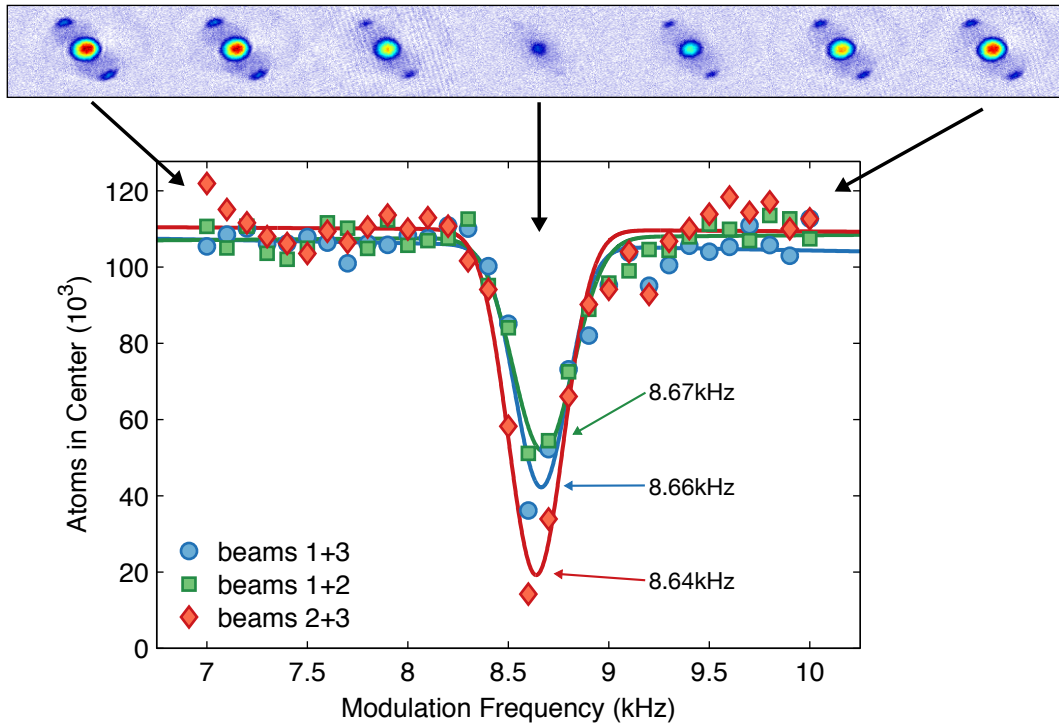 120
100
80
60
40
20
0
Atoms in Center (10³)
8.67kHz
8.66kHz
8.64kHz
beams 1+3
beams 1+2
beams 2+3
7 7.5 8 8.5 9 9.5 10
Modulation Frequency (kHz)